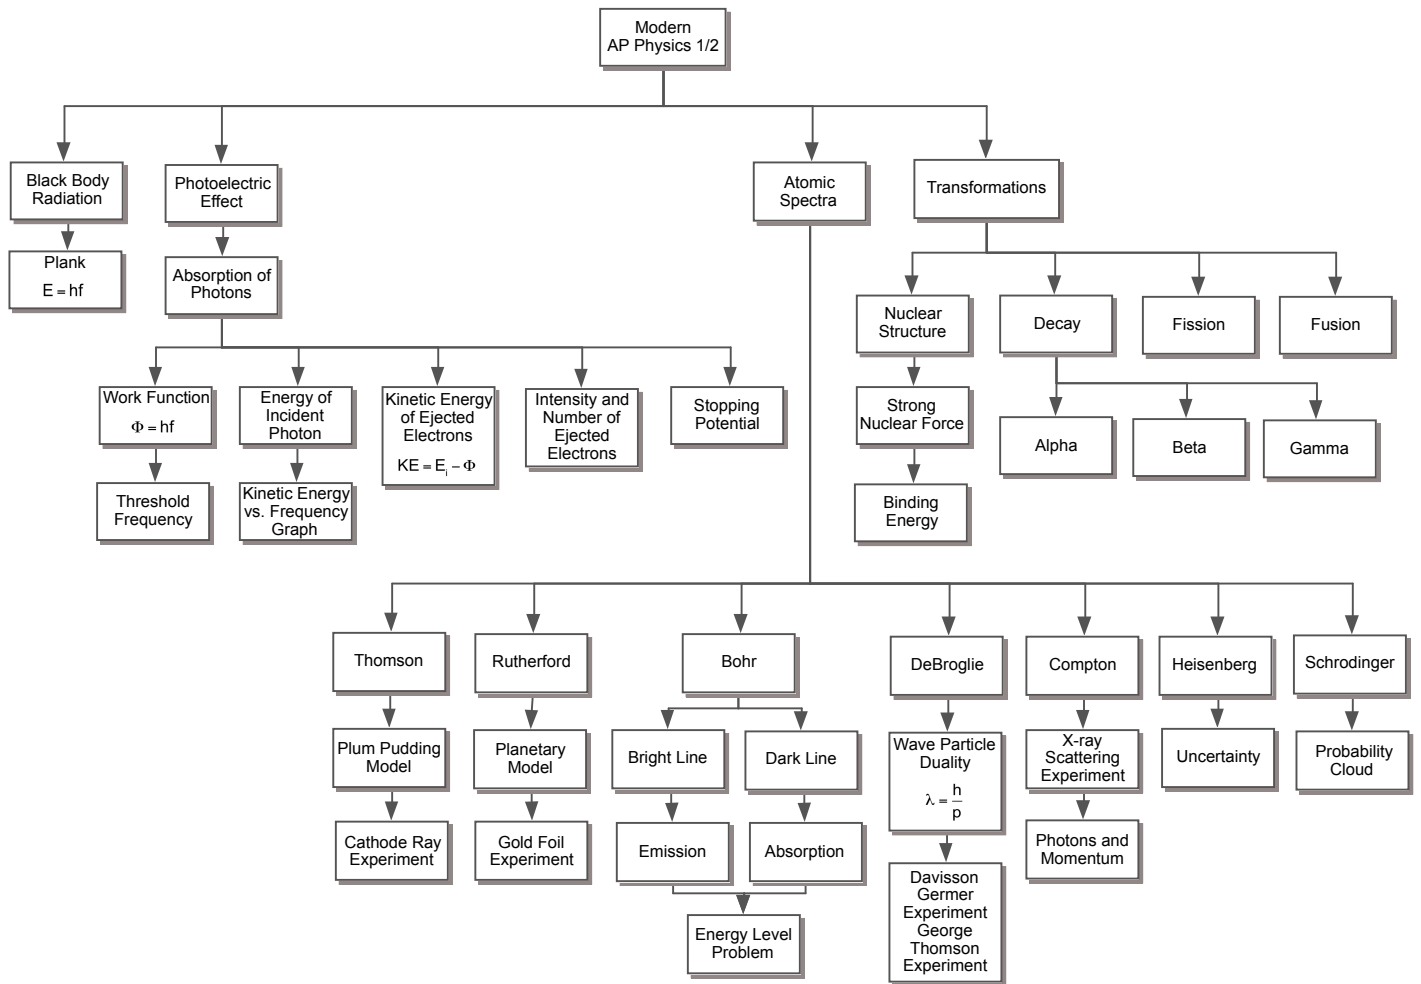 Modern
AP Physics 1/2
Black Body
Radiation
Photoelectric
Effect
Atomic
Spectra
Transformations
Plank
E = hf
Absorption of
Photons
Nuclear
Structure
Decay
Fission
Fusion
Work Function
Φ = hf
Energy of
Incident
Photon
Kinetic Energy
of Ejected
Electrons
KE = Ei − Φ
Intensity and
Number of
Ejected
Electrons
Stopping
Potential
Strong
Nuclear Force
Alpha
Beta
Gamma
Threshold
Frequency
Kinetic Energy
vs. Frequency
Graph
Binding
Energy
Thomson
Rutherford
Bohr
DeBroglie
Compton
Heisenberg
Schrodinger
Plum Pudding
Model
Planetary
Model
Bright Line
Dark Line
Wave Particle
Duality
λ = h/p
X-ray
Scattering
Experiment
Uncertainty
Probability
Cloud
Cathode Ray
Experiment
Gold Foil
Experiment
Emission
Absorption
Photons and
Momentum
Davisson
Germer
Experiment
George
Thomson
Experiment
Energy Level
Problem